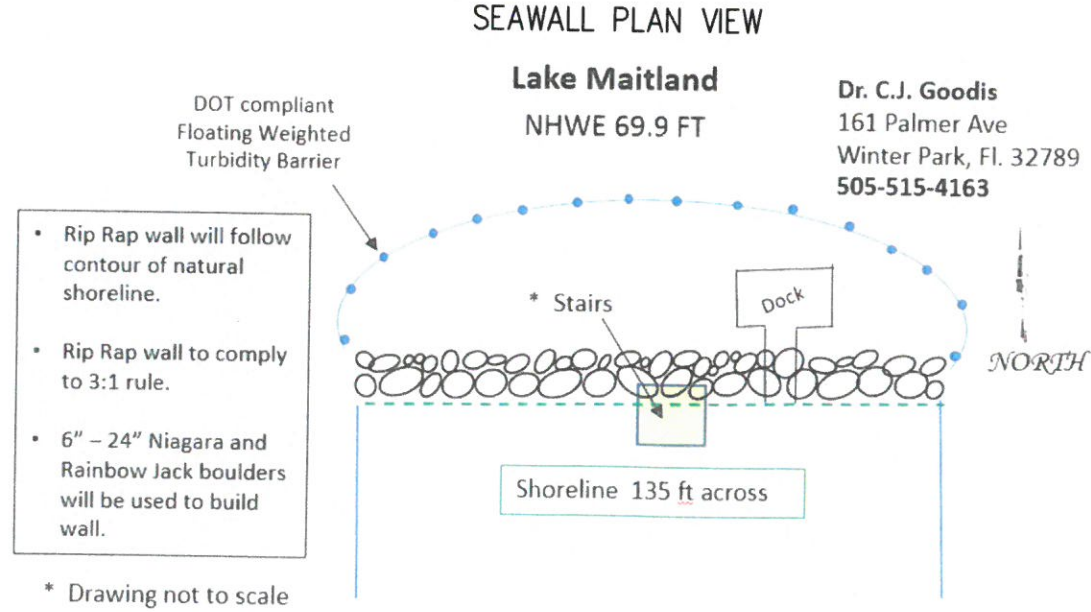 SEAWALL PLAN VIEW
Lake Maitland
NHWE 69.9 FT
Dr. C.J. Goodis
161 Palmer Ave
Winter Park, Fl. 32789
505-515-4163
DOT compliant
Floating Weighted
Turbidity Barrier
• Rip Rap wall will follow
contour of natural
shoreline.
• Rip Rap wall to comply
to 3:1 rule.
• 6” – 24” Niagara and
Rainbow Jack boulders
will be used to build
wall.
* Stairs
Dock
NORTH
Shoreline 135 ft across
* Drawing not to scale